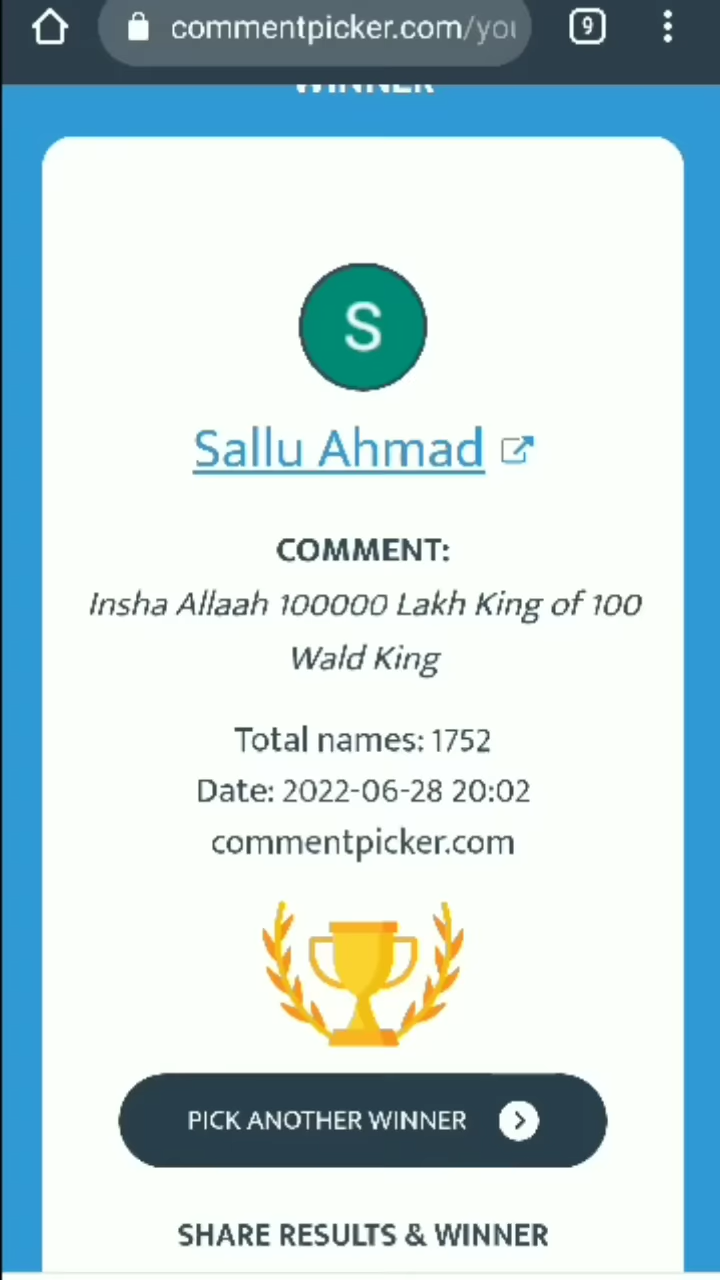 commentpicker.com/you
9
WINNER
S
Sallu Ahmad
COMMENT:
Insha Allaah 100000 Lakh King of 100
Wald King
Total names: 1752
Date: 2022-06-28 20:02
commentpicker.com
PICK ANOTHER WINNER
SHARE RESULTS & WINNER